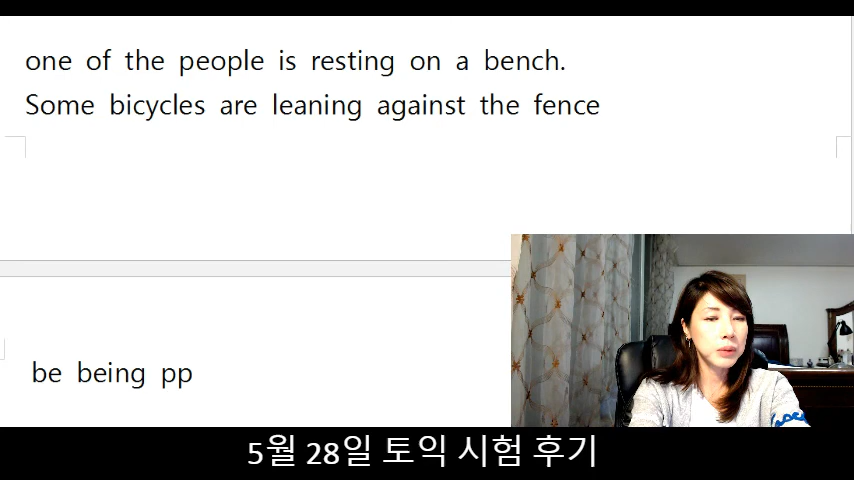 one of the people is resting on a bench.
Some bicycles are leaning against the fence
be being pp
5월 28일 토익 시험 후기